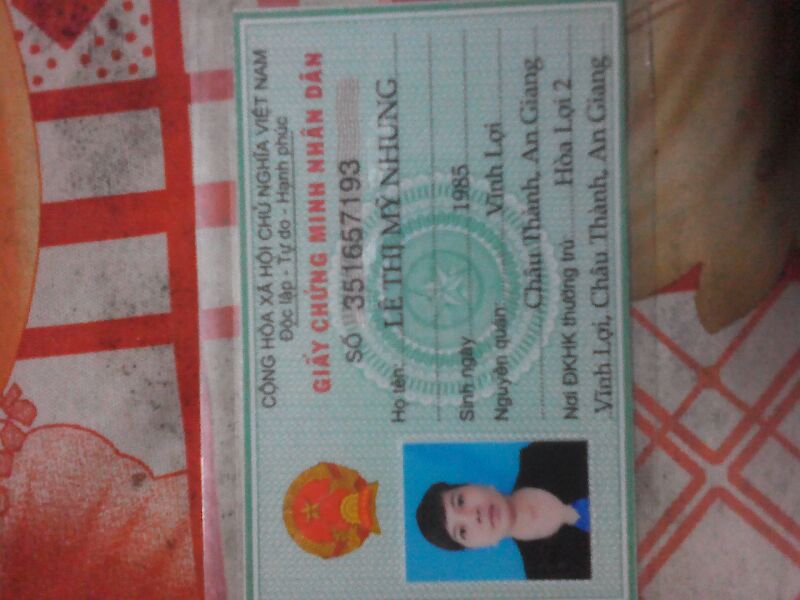 CỘNG HÒA XÃ HỘI CHỦ NGHĨA VIỆT NAM
Độc lập - Tự do - Hạnh phúc
GIẤY CHỨNG MINH NHÂN DÂN
SỐ 351657193
Họ tên: LÊ THỊ MỸ NHUNG
Sinh ngày 1985
Nguyên quán: Vĩnh Lợi
Châu Thành, An Giang
Nơi ĐKHK thường trú Hòa Lợi 2
Vĩnh Lợi, Châu Thành, An Giang